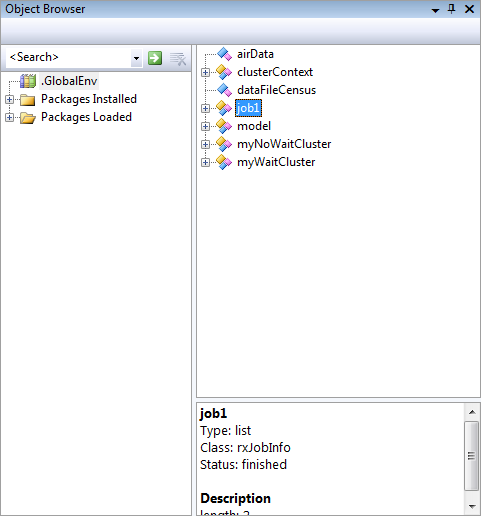 Object Browser
<Search>
.GlobalEnv
Packages Installed
Packages Loaded
airData
clusterContext
dataFileCensus
job1
model
myNoWaitCluster
myWaitCluster
job1
Type: list
Class: rxJobInfo
Status: finished
Description
length: 2